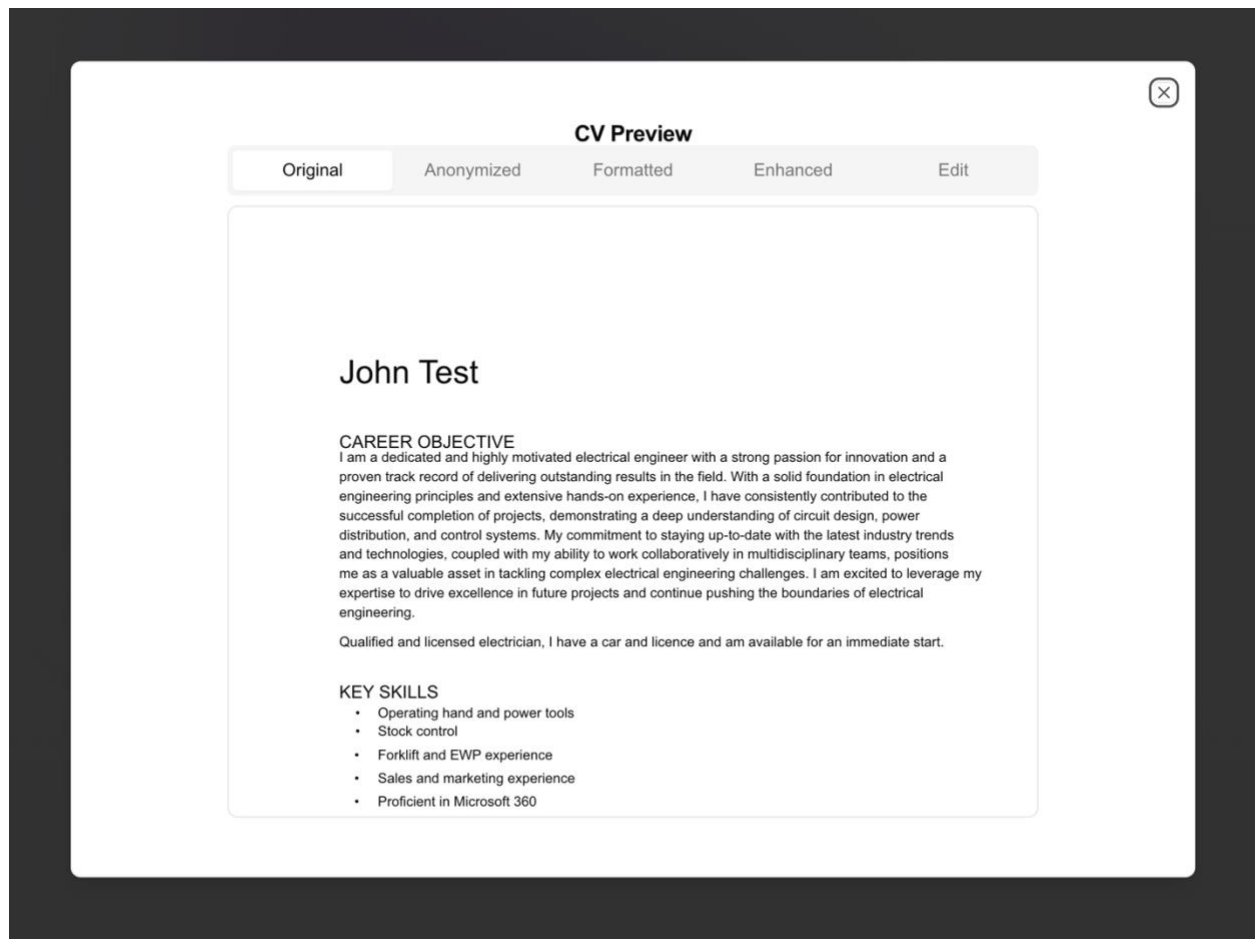 CV Preview
Original Anonymized Formatted Enhanced Edit
John Test
CAREER OBJECTIVE
I am a dedicated and highly motivated electrical engineer with a strong passion for innovation and a
proven track record of delivering outstanding results in the field. With a solid foundation in electrical
engineering principles and extensive hands-on experience, I have consistently contributed to the
successful completion of projects, demonstrating a deep understanding of circuit design, power
distribution, and control systems. My commitment to staying up-to-date with the latest industry trends
and technologies, coupled with my ability to work collaboratively in multidisciplinary teams, positions
me as a valuable asset in tackling complex electrical engineering challenges. I am excited to leverage my
expertise to drive excellence in future projects and continue pushing the boundaries of electrical
engineering.
Qualified and licensed electrician, I have a car and licence and am available for an immediate start.
KEY SKILLS
• Operating hand and power tools
• Stock control
• Forklift and EWP experience
• Sales and marketing experience
• Proficient in Microsoft 360